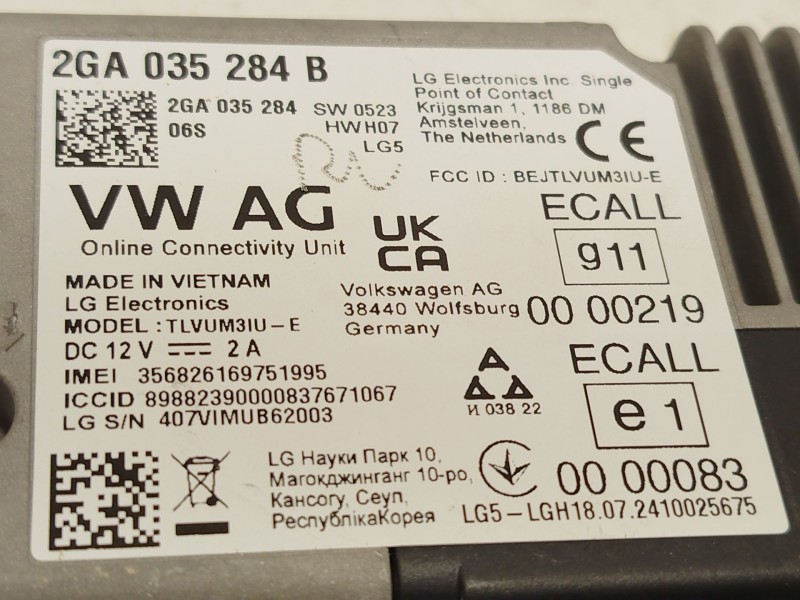 2GA 035 284 B
2GA 035 284
06S
SW 0523
HW H07
LG5
LG Electronics Inc. Single
Point of Contact
Krijgsman 1, 1186 DM
Amstelveen,
The Netherlands
CE
FCC ID : BEJTLVUM3IU-E
VW AG
Online Connectivity Unit
UK
CA
ECALL
g11
00 00219
MADE IN VIETNAM
LG Electronics
MODEL : TLVUM3IU-E
DC 12 V 2 A
IMEI 356826169751995
ICCID 89882390000837671067
LG S/N 407VIMUB62003
Volkswagen AG
38440 Wolfsburg
Germany
A
A A
И 038 22
ECALL
e1
00 00083
LG Науки Парк 10,
Магокджинганг 10-ро,
Кансогу, Сеул,
РеспублікаКорея
LG5-LGH18.07.2410025675